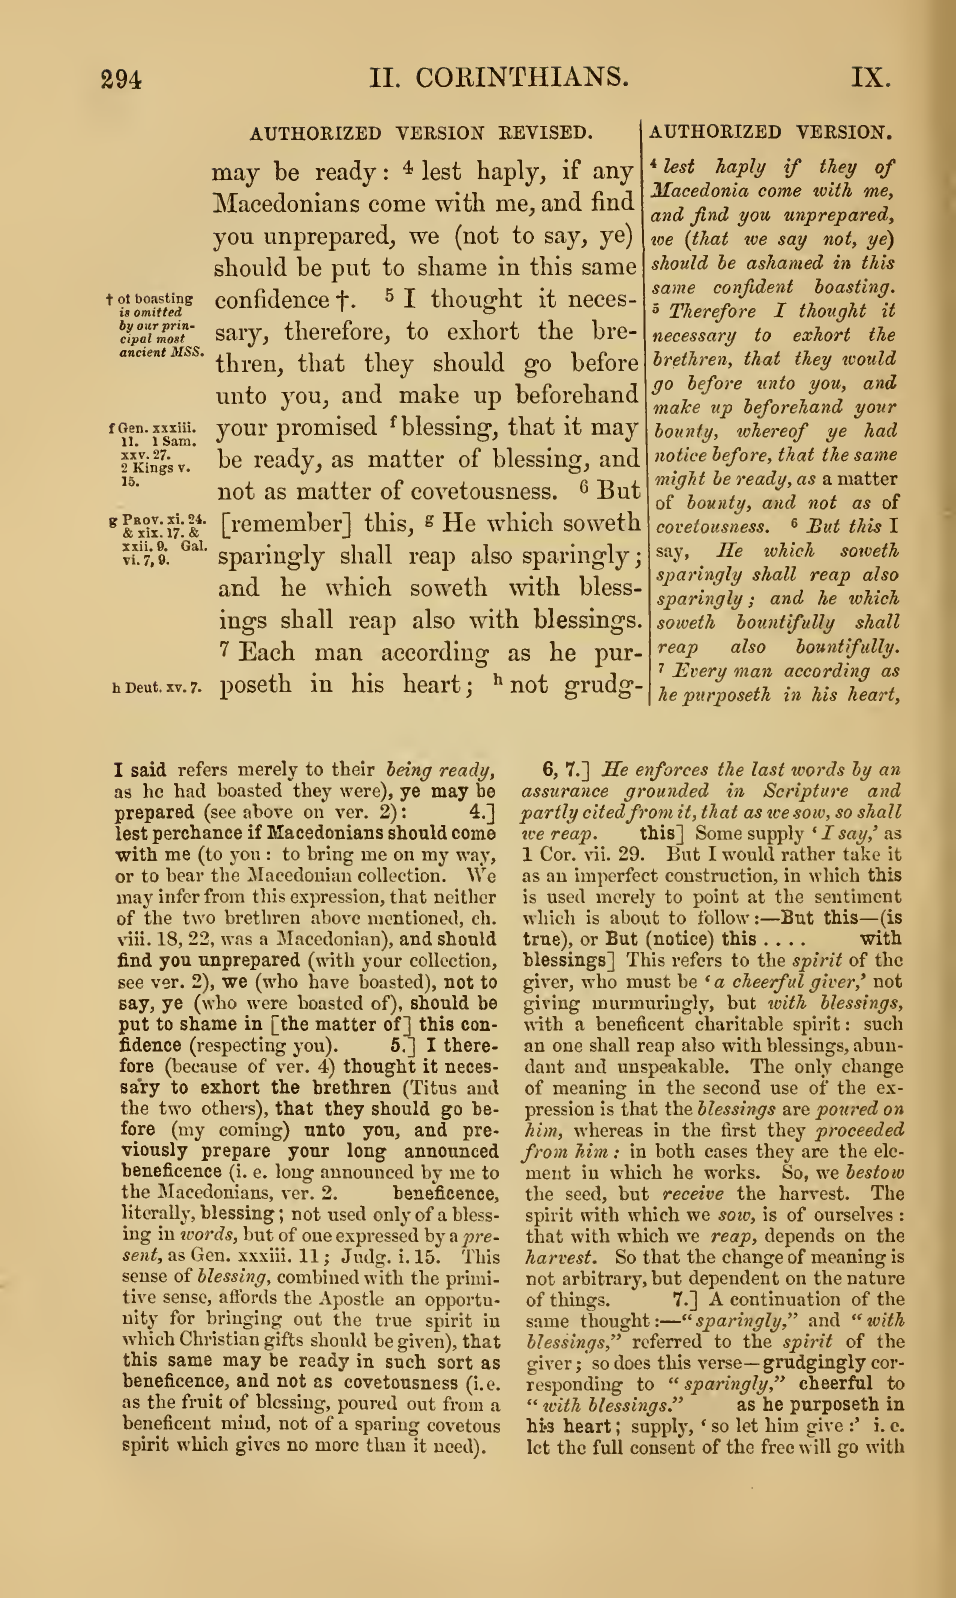 294
II. CORINTHIANS.
IX.
AUTHORIZED VERSION REVISED.
may be ready: ⁴ lest haply, if any
Macedonians come with me, and find
you unprepared, we (not to say, ye)
should be put to shame in this same
confidence †. ⁵ I thought it neces-
sary, therefore, to exhort the bre-
thren, that they should go before
unto you, and make up beforehand
your promised ᶠ blessing, that it may
be ready, as matter of blessing, and
not as matter of covetousness. ⁶ But
[remember] this, ᵍ He which soweth
sparingly shall reap also sparingly;
and he which soweth with bless-
ings shall reap also with blessings.
⁷ Each man according as he pur-
poseth in his heart; ʰ not grudg-
† of boasting
is omitted
by our prin-
cipal most
ancient MSS.
f Gen. xxxiii.
11. 1 Sam.
xxv. 27.
2 Kings v.
15.
g Prov. xi. 24.
& xix. 17. &
xxii. 9. Gal.
vi. 7, 9.
h Deut. xv. 7.
AUTHORIZED VERSION.
⁴ lest haply if they of
Macedonia come with me,
and find you unprepared,
we (that we say not, ye)
should be ashamed in this
same confident boasting.
⁵ Therefore I thought it
necessary to exhort the
brethren, that they would
go before unto you, and
make up beforehand your
bounty, whereof ye had
notice before, that the same
might be ready, as a matter
of bounty, and not as of
covetousness. ⁶ But this I
say, He which soweth
sparingly shall reap also
sparingly; and he which
soweth bountifully shall
reap also bountifully.
⁷ Every man according as
he purposeth in his heart,
I said refers merely to their being ready,
as he had boasted they were), ye may be
prepared (see above on ver. 2): 4.]
lest perchance if Macedonians should come
with me (to you: to bring me on my way,
or to bear the Macedonian collection. We
may infer from this expression, that neither
of the two brethren above mentioned, ch.
viii. 18, 22, was a Macedonian), and should
find you unprepared (with your collection,
see ver. 2), we (who have boasted), not to
say, ye (who were boasted of), should be
put to shame in [the matter of] this con-
fidence (respecting you). 5.] I there-
fore (because of ver. 4) thought it neces-
sary to exhort the brethren (Titus and
the two others), that they should go be-
fore (my coming) unto you, and pre-
viously prepare your long announced
beneficence (i. e. long announced by me to
the Macedonians, ver. 2. beneficence,
literally, blessing; not used only of a bless-
ing in words, but of one expressed by a pre-
sent, as Gen. xxxiii. 11; Judg. i. 15. This
sense of blessing, combined with the primi-
tive sense, affords the Apostle an opportu-
nity for bringing out the true spirit in
which Christian gifts should be given), that
this same may be ready in such sort as
beneficence, and not as covetousness (i. e.
as the fruit of blessing, poured out from a
beneficent mind, not of a sparing covetous
spirit which gives no more than it need).
6, 7.] He enforces the last words by an
assurance grounded in Scripture and
partly cited from it, that as we sow, so shall
we reap. this] Some supply ‘I say,’ as
1 Cor. vii. 29. But I would rather take it
as an imperfect construction, in which this
is used merely to point at the sentiment
which is about to follow:—But this—(is
true), or But (notice) this . . . . with
blessings] This refers to the spirit of the
giver, who must be ‘a cheerful giver,’ not
giving murmuringly, but with blessings,
with a beneficent charitable spirit: such
an one shall reap also with blessings, abun-
dant and unspeakable. The only change
of meaning in the second use of the ex-
pression is that the blessings are poured on
him, whereas in the first they proceeded
from him: in both cases they are the ele-
ment in which he works. So, we bestow
the seed, but receive the harvest. The
spirit with which we sow, is of ourselves:
that with which we reap, depends on the
harvest. So that the change of meaning is
not arbitrary, but dependent on the nature
of things. 7.] A continuation of the
same thought:—“sparingly,” and “with
blessings,” referred to the spirit of the
giver; so does this verse—grudgingly cor-
responding to “sparingly,” cheerful to
“with blessings.” as he purposeth in
his heart; supply, ‘so let him give:’ i. e.
let the full consent of the free will go with